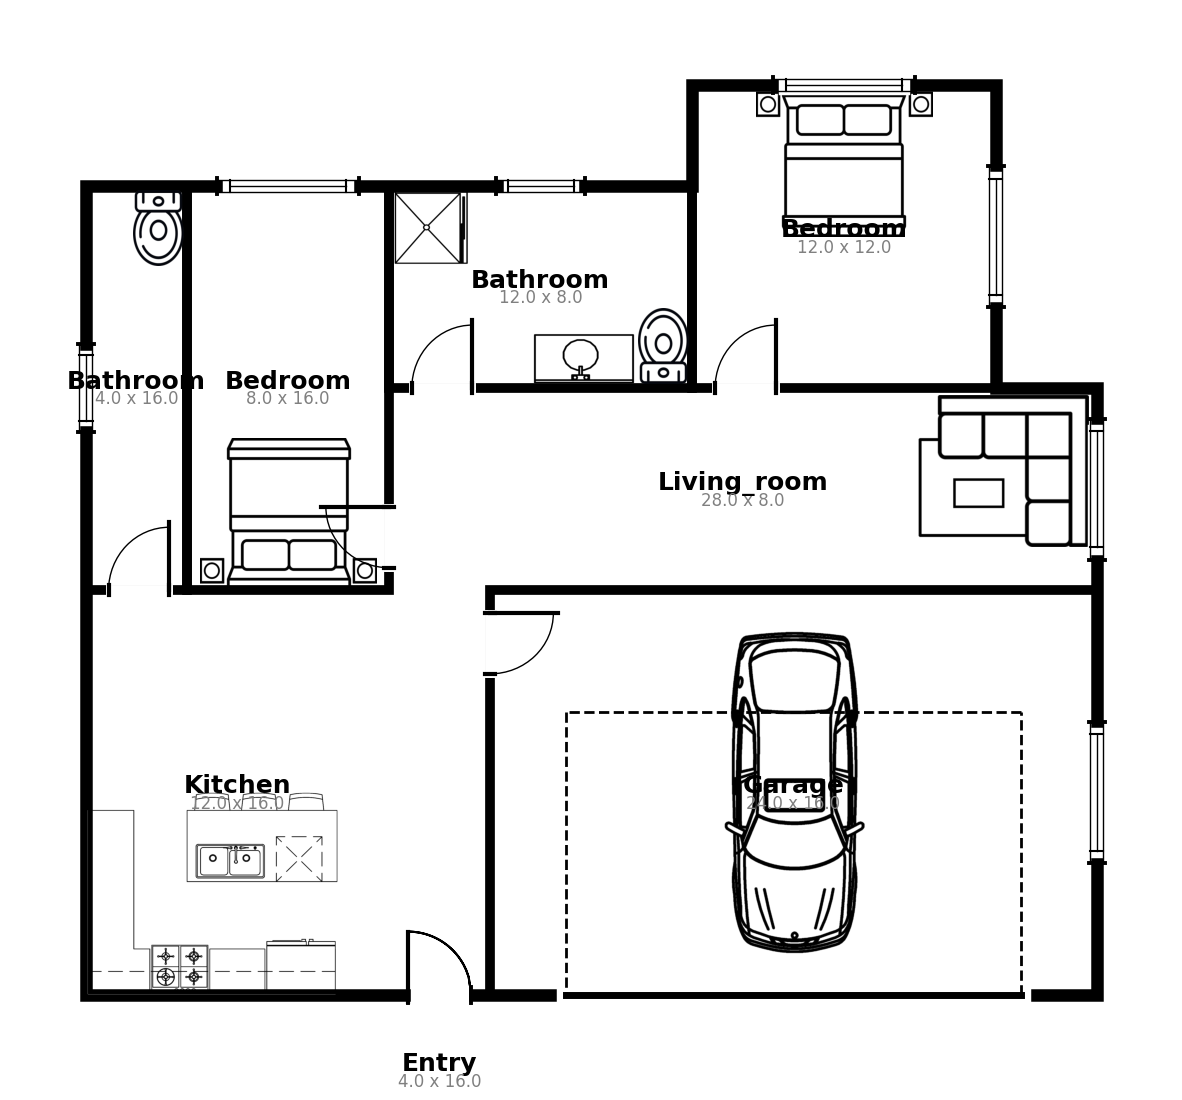 Bedroom
12.0 x 12.0
Bathroom
12.0 x 8.0
Bathroom
4.0 x 16.0
Bedroom
8.0 x 16.0
Living_room
28.0 x 8.0
Kitchen
12.0 x 16.0
Garage
24.0 x 16.0
Entry
4.0 x 16.0